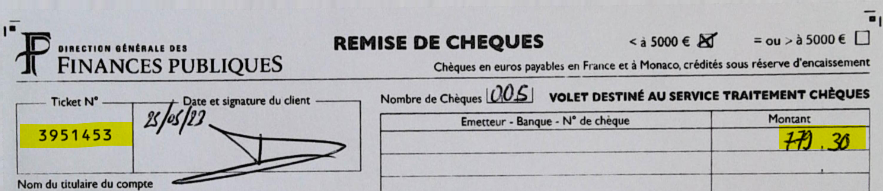 DIRECTION GÉNÉRALE DES
FINANCES PUBLIQUES
REMISE DE CHEQUES
< à 5000 € ☒ = ou > à 5000 € ☐
Chèques en euros payables en France et à Monaco, crédités sous réserve d'encaissement
Ticket N°
3951453
Date et signature du client
25/05/23
Nombre de Chèques 005 VOLET DESTINÉ AU SERVICE TRAITEMENT CHÈQUES
Emetteur - Banque - N° de chèque
Montant
779.30
Nom du titulaire du compte